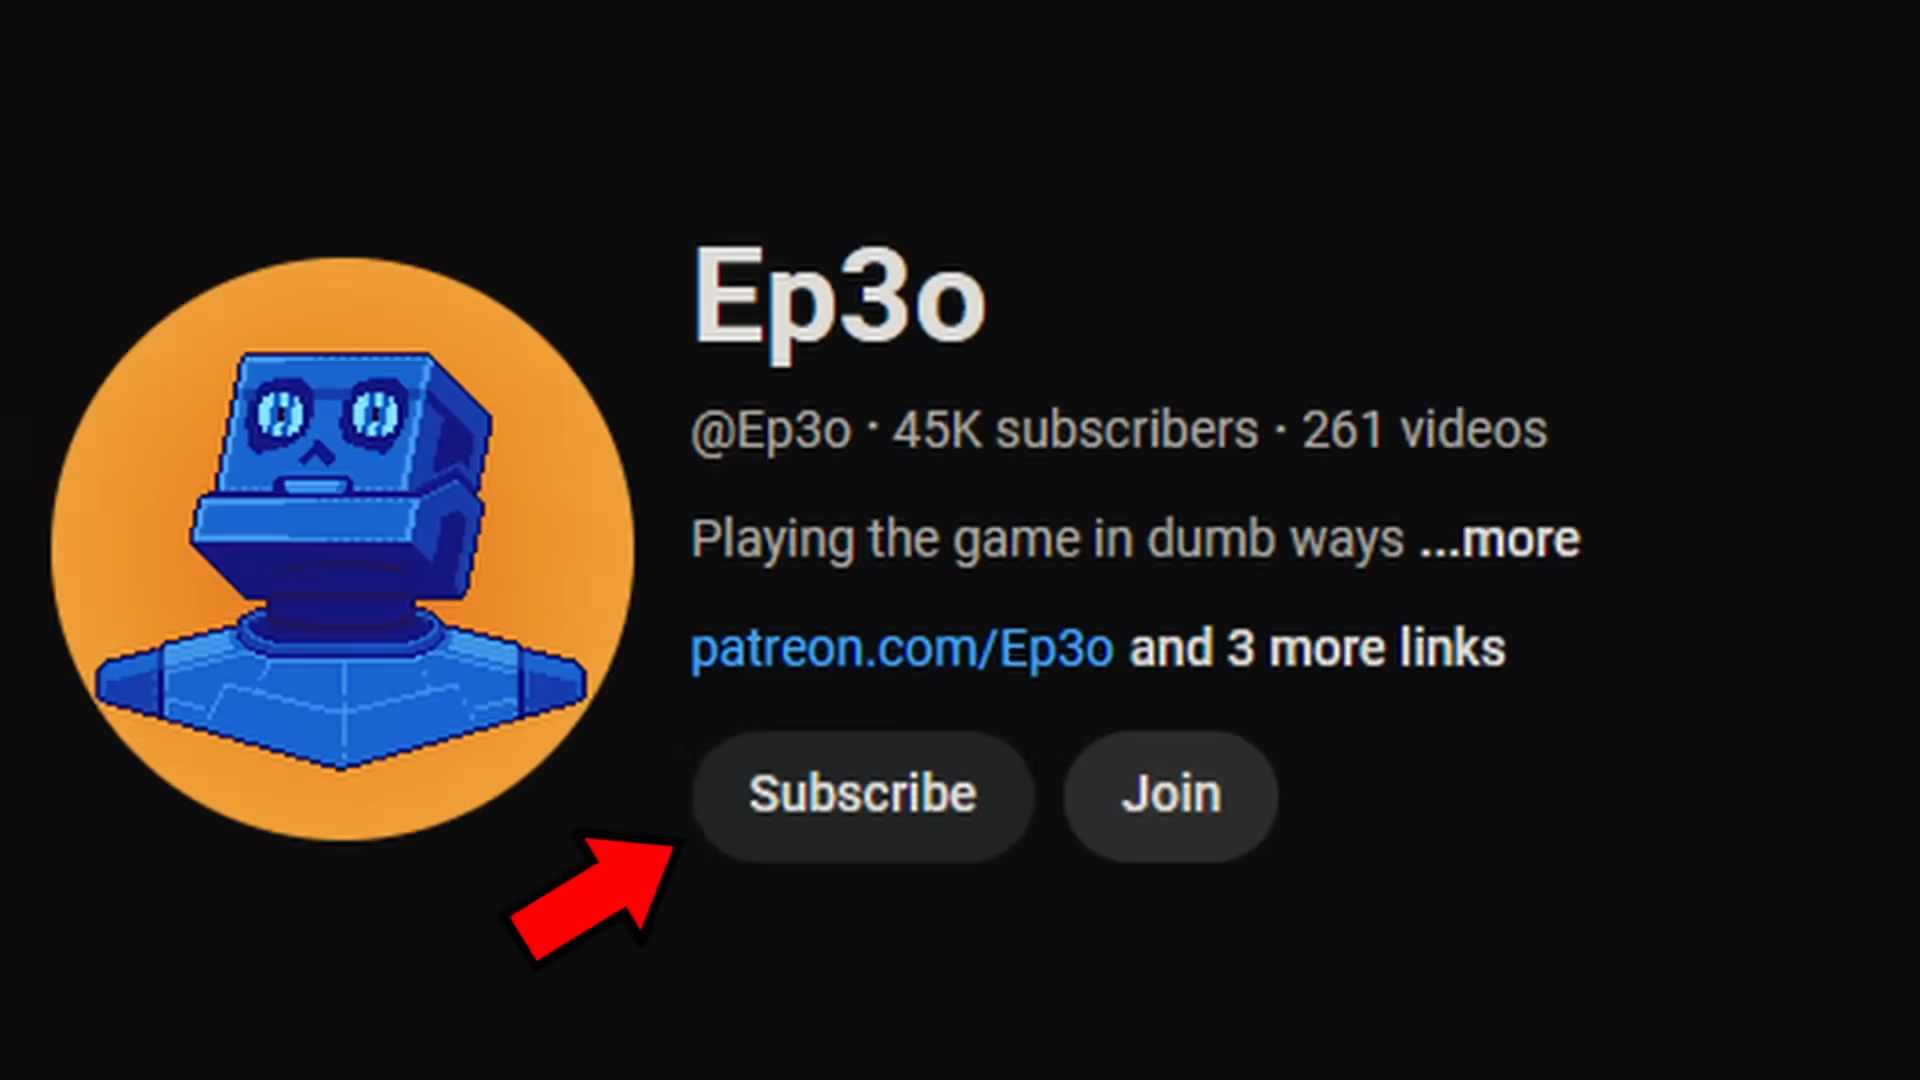 Ep3o
@Ep3o · 45K subscribers · 261 videos
Playing the game in dumb ways ...more
patreon.com/Ep3o and 3 more links
Subscribe Join